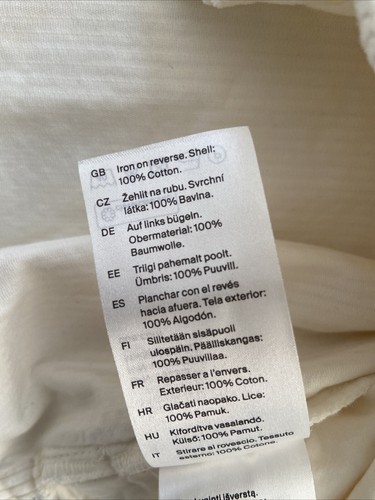 GB Iron on reverse. Shell:
100% Cotton.
CZ Žehlit na rubu. Svrchní
látka: 100% Bavlna.
DE Auf links bügeln.
Obermaterial: 100%
Baumwolle.
EE Triigi pahemalt poolt.
Ümbris: 100% Puuvill.
ES Planchar con el revés
hacia afuera. Tela exterior:
100% Algodón.
FI Silitetään sisäpuoli
ulospäin. Päälliskangas:
100% Puuvillaa.
FR Repasser a l'envers.
Exterieur: 100% Coton.
HR Glačati naopako. Lice:
100% Pamuk.
HU Kifordítva vasalandó.
Külső: 100% Pamut.
IT Stirare al rovescio. Tessuto
esterno: 100% Cotone.
išverstą.